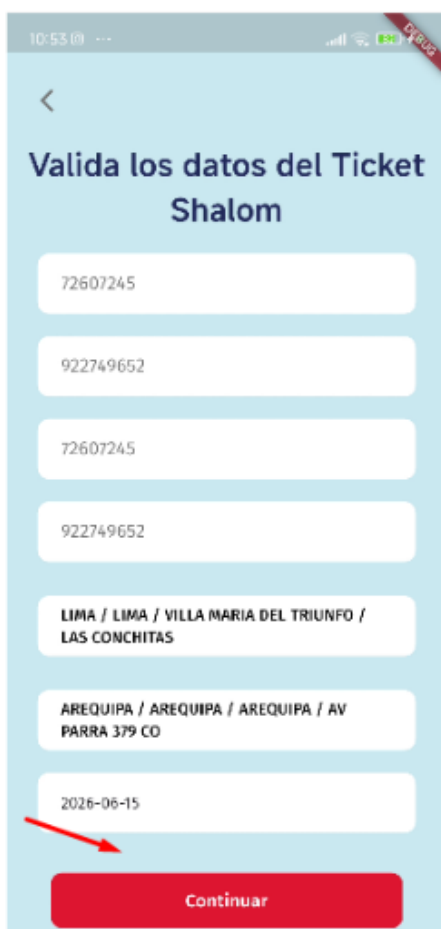 10:53
DEBUG
Valida los datos del Ticket
Shalom
72607245
922749652
72607245
922749652
LIMA / LIMA / VILLA MARIA DEL TRIUNFO /
LAS CONCHITAS
AREQUIPA / AREQUIPA / AREQUIPA / AV
PARRA 379 CO
2026-06-15
Continuar